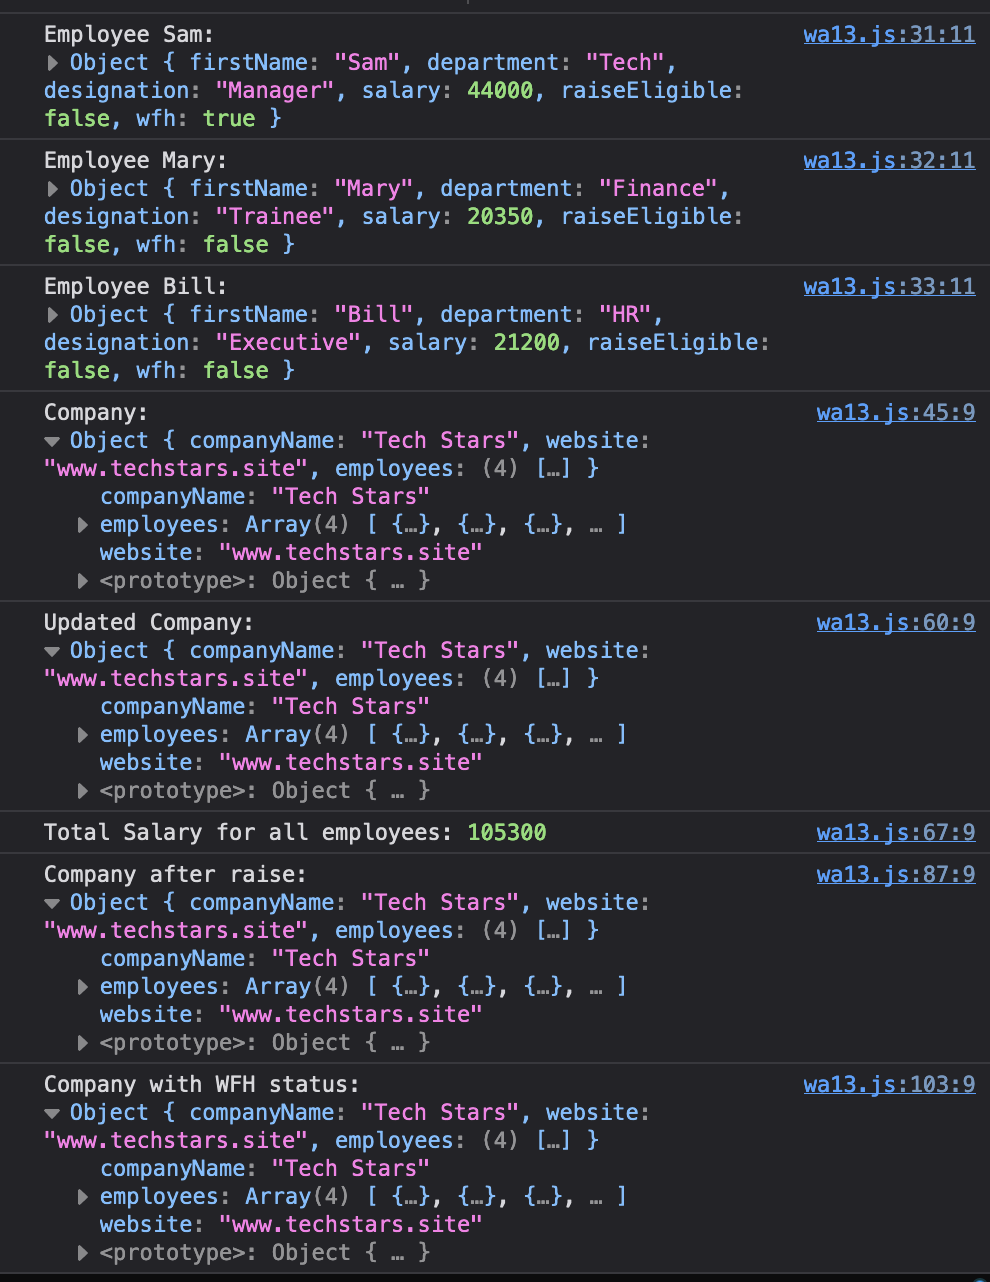 Employee Sam: wa13.js:31:11
▶ Object { firstName: "Sam", department: "Tech",
designation: "Manager", salary: 44000, raiseEligible:
false, wfh: true }
Employee Mary: wa13.js:32:11
▶ Object { firstName: "Mary", department: "Finance",
designation: "Trainee", salary: 20350, raiseEligible:
false, wfh: false }
Employee Bill: wa13.js:33:11
▶ Object { firstName: "Bill", department: "HR",
designation: "Executive", salary: 21200, raiseEligible:
false, wfh: false }
Company: wa13.js:45:9
▼ Object { companyName: "Tech Stars", website:
"www.techstars.site", employees: (4) […] }
companyName: "Tech Stars"
▶ employees: Array(4) [ {…}, {…}, {…}, … ]
website: "www.techstars.site"
▶ <prototype>: Object { … }
Updated Company: wa13.js:60:9
▼ Object { companyName: "Tech Stars", website:
"www.techstars.site", employees: (4) […] }
companyName: "Tech Stars"
▶ employees: Array(4) [ {…}, {…}, {…}, … ]
website: "www.techstars.site"
▶ <prototype>: Object { … }
Total Salary for all employees: 105300 wa13.js:67:9
Company after raise: wa13.js:87:9
▼ Object { companyName: "Tech Stars", website:
"www.techstars.site", employees: (4) […] }
companyName: "Tech Stars"
▶ employees: Array(4) [ {…}, {…}, {…}, … ]
website: "www.techstars.site"
▶ <prototype>: Object { … }
Company with WFH status: wa13.js:103:9
▼ Object { companyName: "Tech Stars", website:
"www.techstars.site", employees: (4) […] }
companyName: "Tech Stars"
▶ employees: Array(4) [ {…}, {…}, {…}, … ]
website: "www.techstars.site"
▶ <prototype>: Object { … }